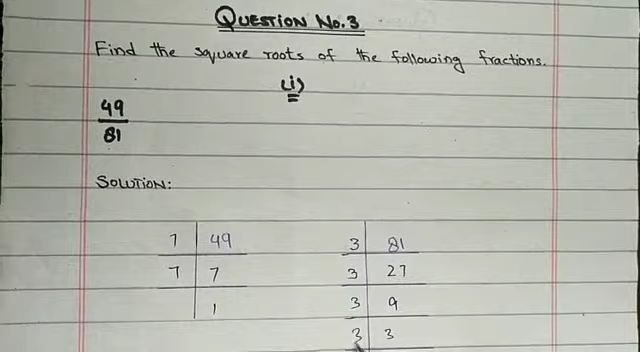 QUESTION No.3
Find the square roots of the following fractions.
(i)
49
81
SOLUTION:
7 49 3 81
7 7 3 27
1 3 9
3 3